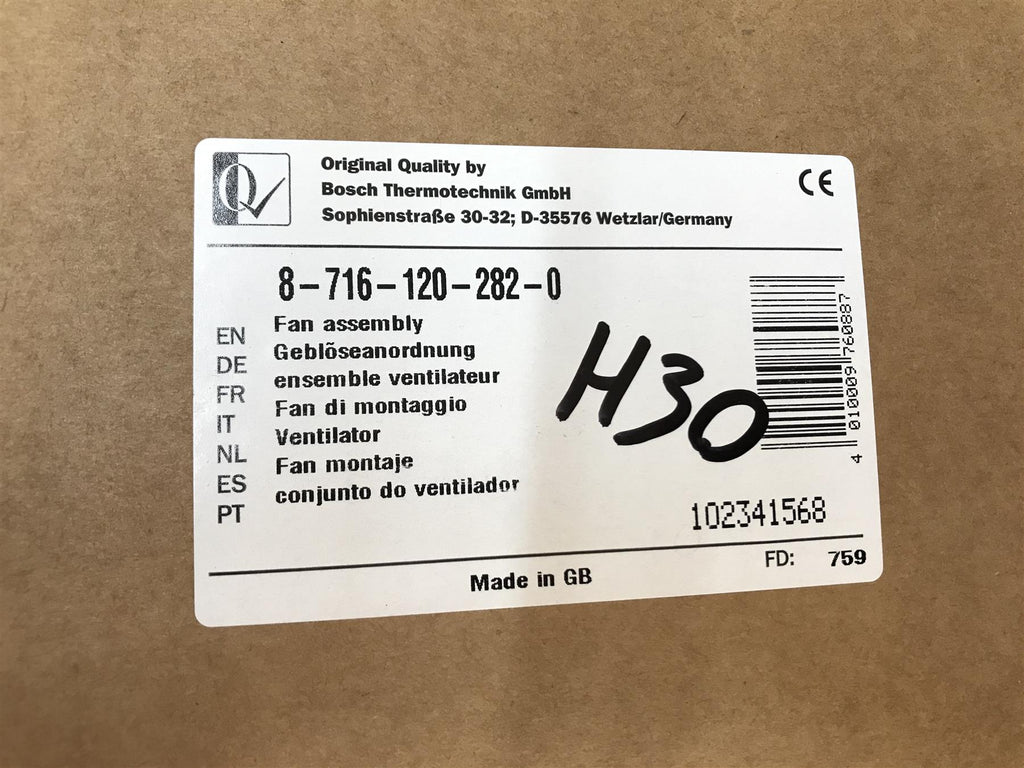 Q
Original Quality by
Bosch Thermotechnik GmbH
Sophienstraße 30-32; D-35576 Wetzlar/Germany
CE
8-716-120-282-0
EN Fan assembly
DE Geblöseanordnung
FR ensemble ventilateur
IT Fan di montaggio
NL Ventilator
ES Fan montaje
PT conjunto do ventilador
H30
4 010009 760887
102341568
FD: 759
Made in GB